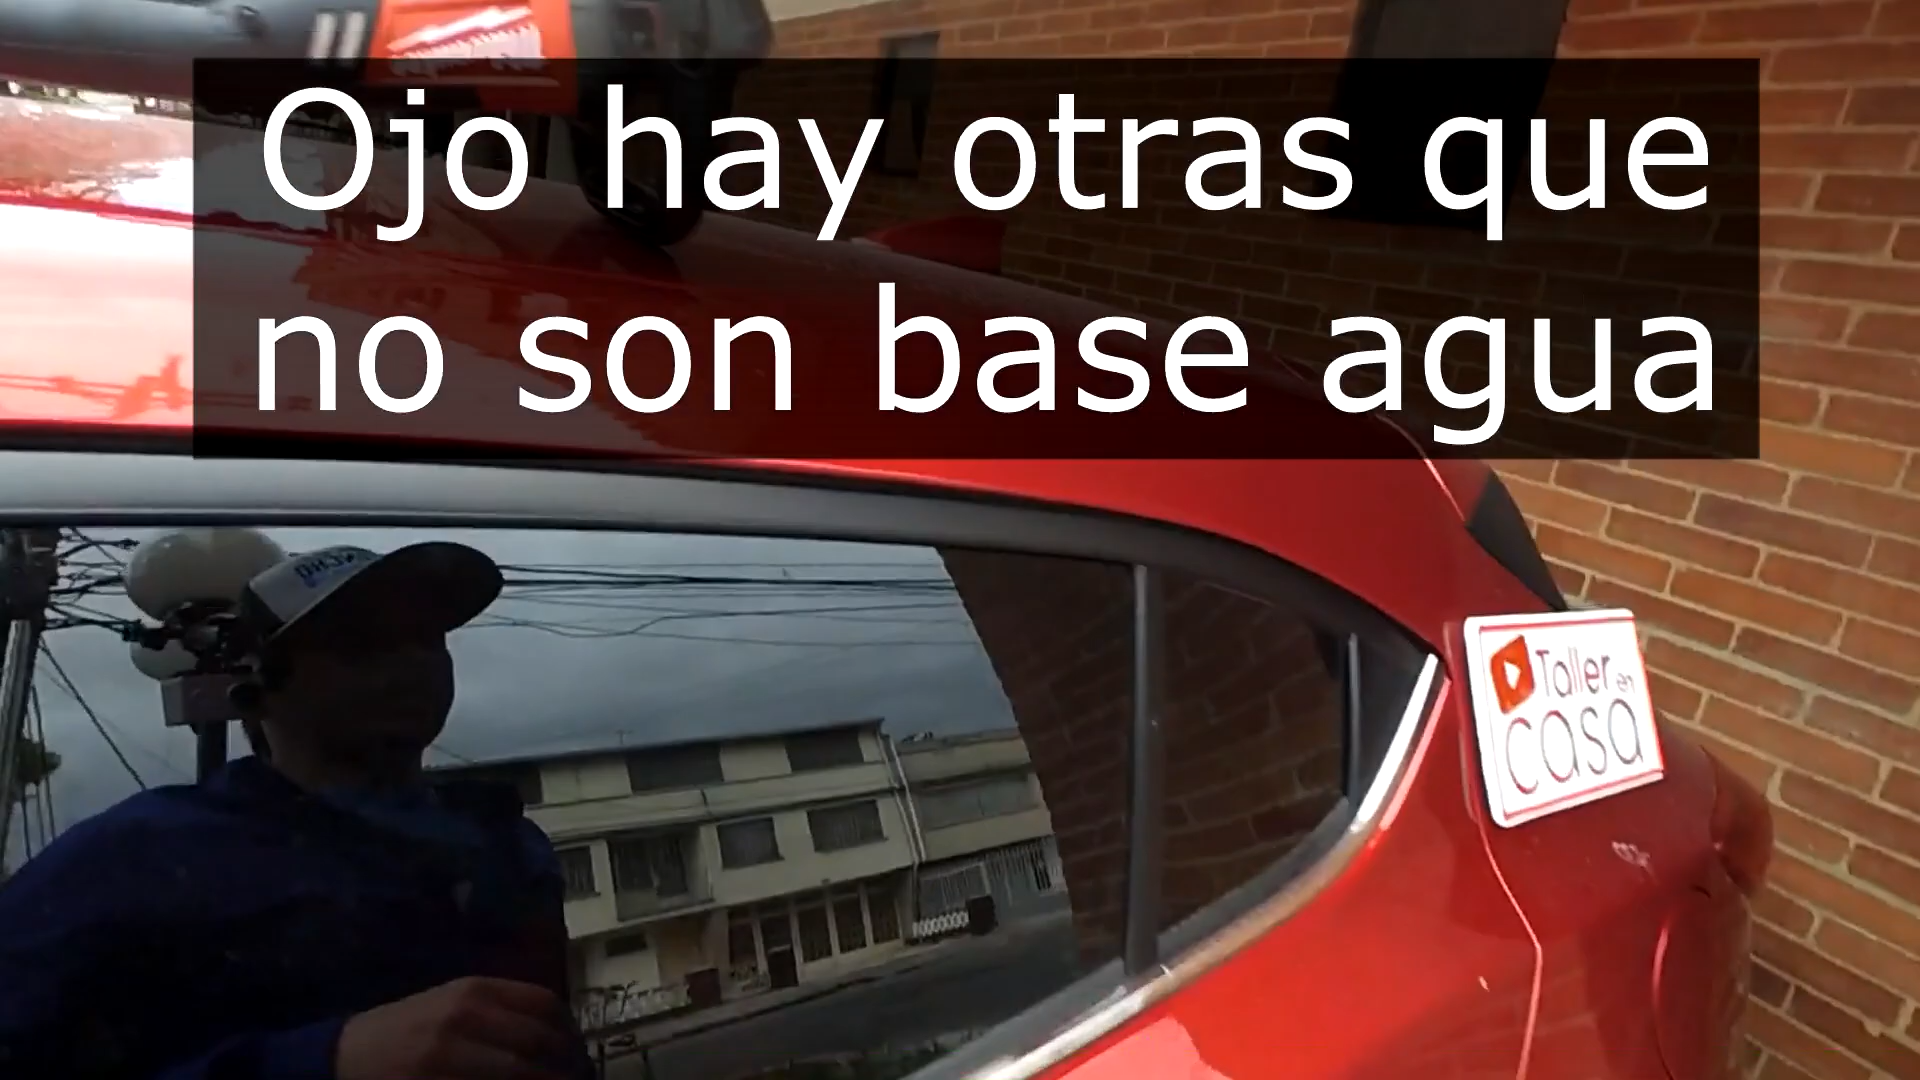 Ojo hay otras que
no son base agua
Taller en
casa